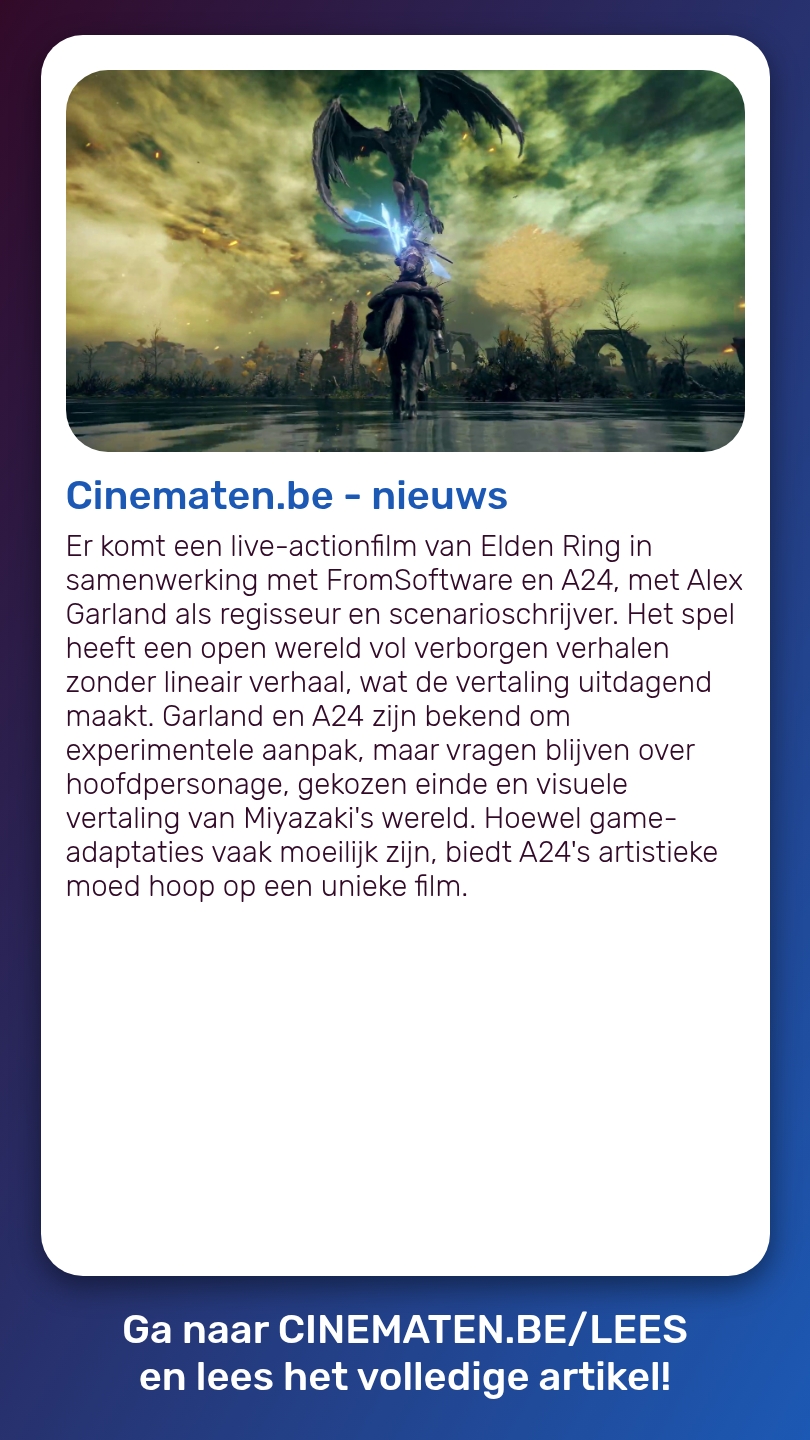 Cinematen.be - nieuws
Er komt een live-actionfilm van Elden Ring in
samenwerking met FromSoftware en A24, met Alex
Garland als regisseur en scenarioschrijver. Het spel
heeft een open wereld vol verborgen verhalen
zonder lineair verhaal, wat de vertaling uitdagend
maakt. Garland en A24 zijn bekend om
experimentele aanpak, maar vragen blijven over
hoofdpersonage, gekozen einde en visuele
vertaling van Miyazaki's wereld. Hoewel game-
adaptaties vaak moeilijk zijn, biedt A24's artistieke
moed hoop op een unieke film.
Ga naar CINEMATEN.BE/LEES
en lees het volledige artikel!